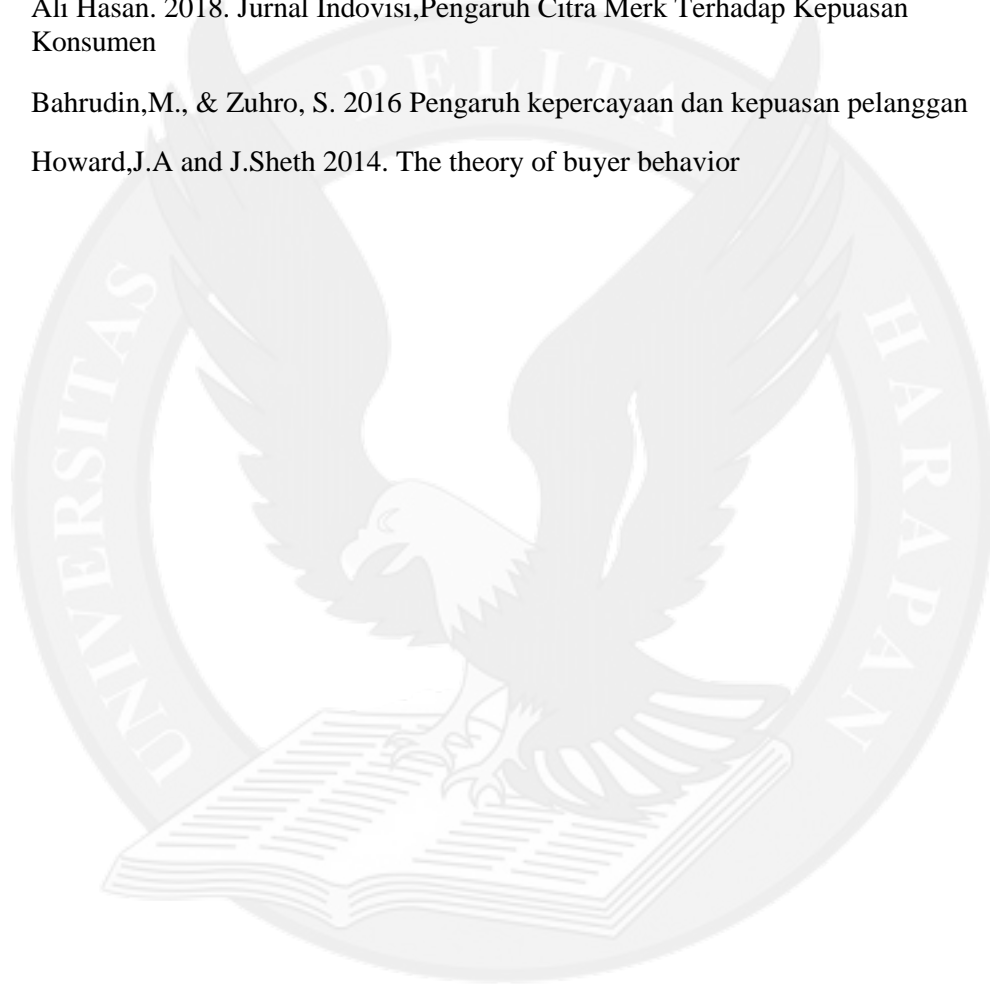 Ali Hasan. 2018. Jurnal Indovisi,Pengaruh Citra Merk Terhadap Kepuasan
Konsumen
Bahrudin,M., & Zuhro, S. 2016 Pengaruh kepercayaan dan kepuasan pelanggan
Howard,J.A and J.Sheth 2014. The theory of buyer behavior
UNIVERSITAS PELITA HARAPAN